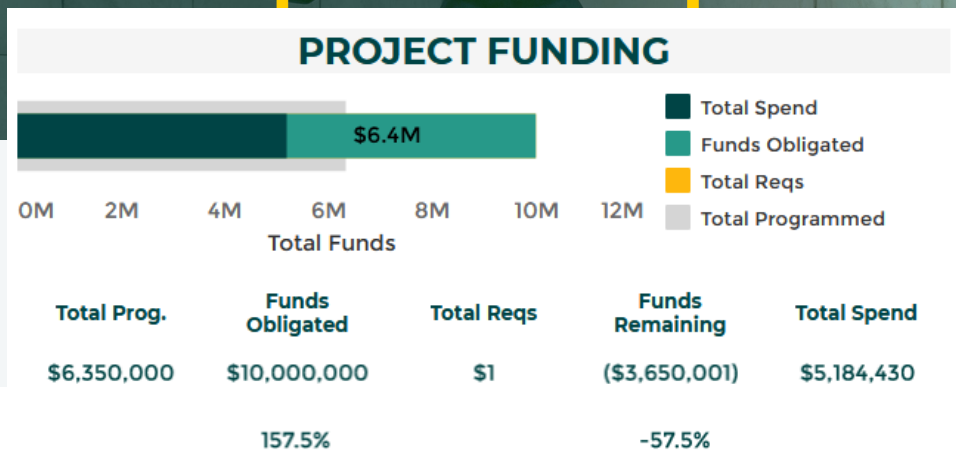 PROJECT FUNDING
$6.4M
Total Spend
Funds Obligated
Total Reqs
Total Programmed
0M 2M 4M 6M 8M 10M 12M
Total Funds
Total Prog. Funds Obligated Total Reqs Funds Remaining Total Spend
$6,350,000 $10,000,000 $1 ($3,650,001) $5,184,430
157.5% -57.5%